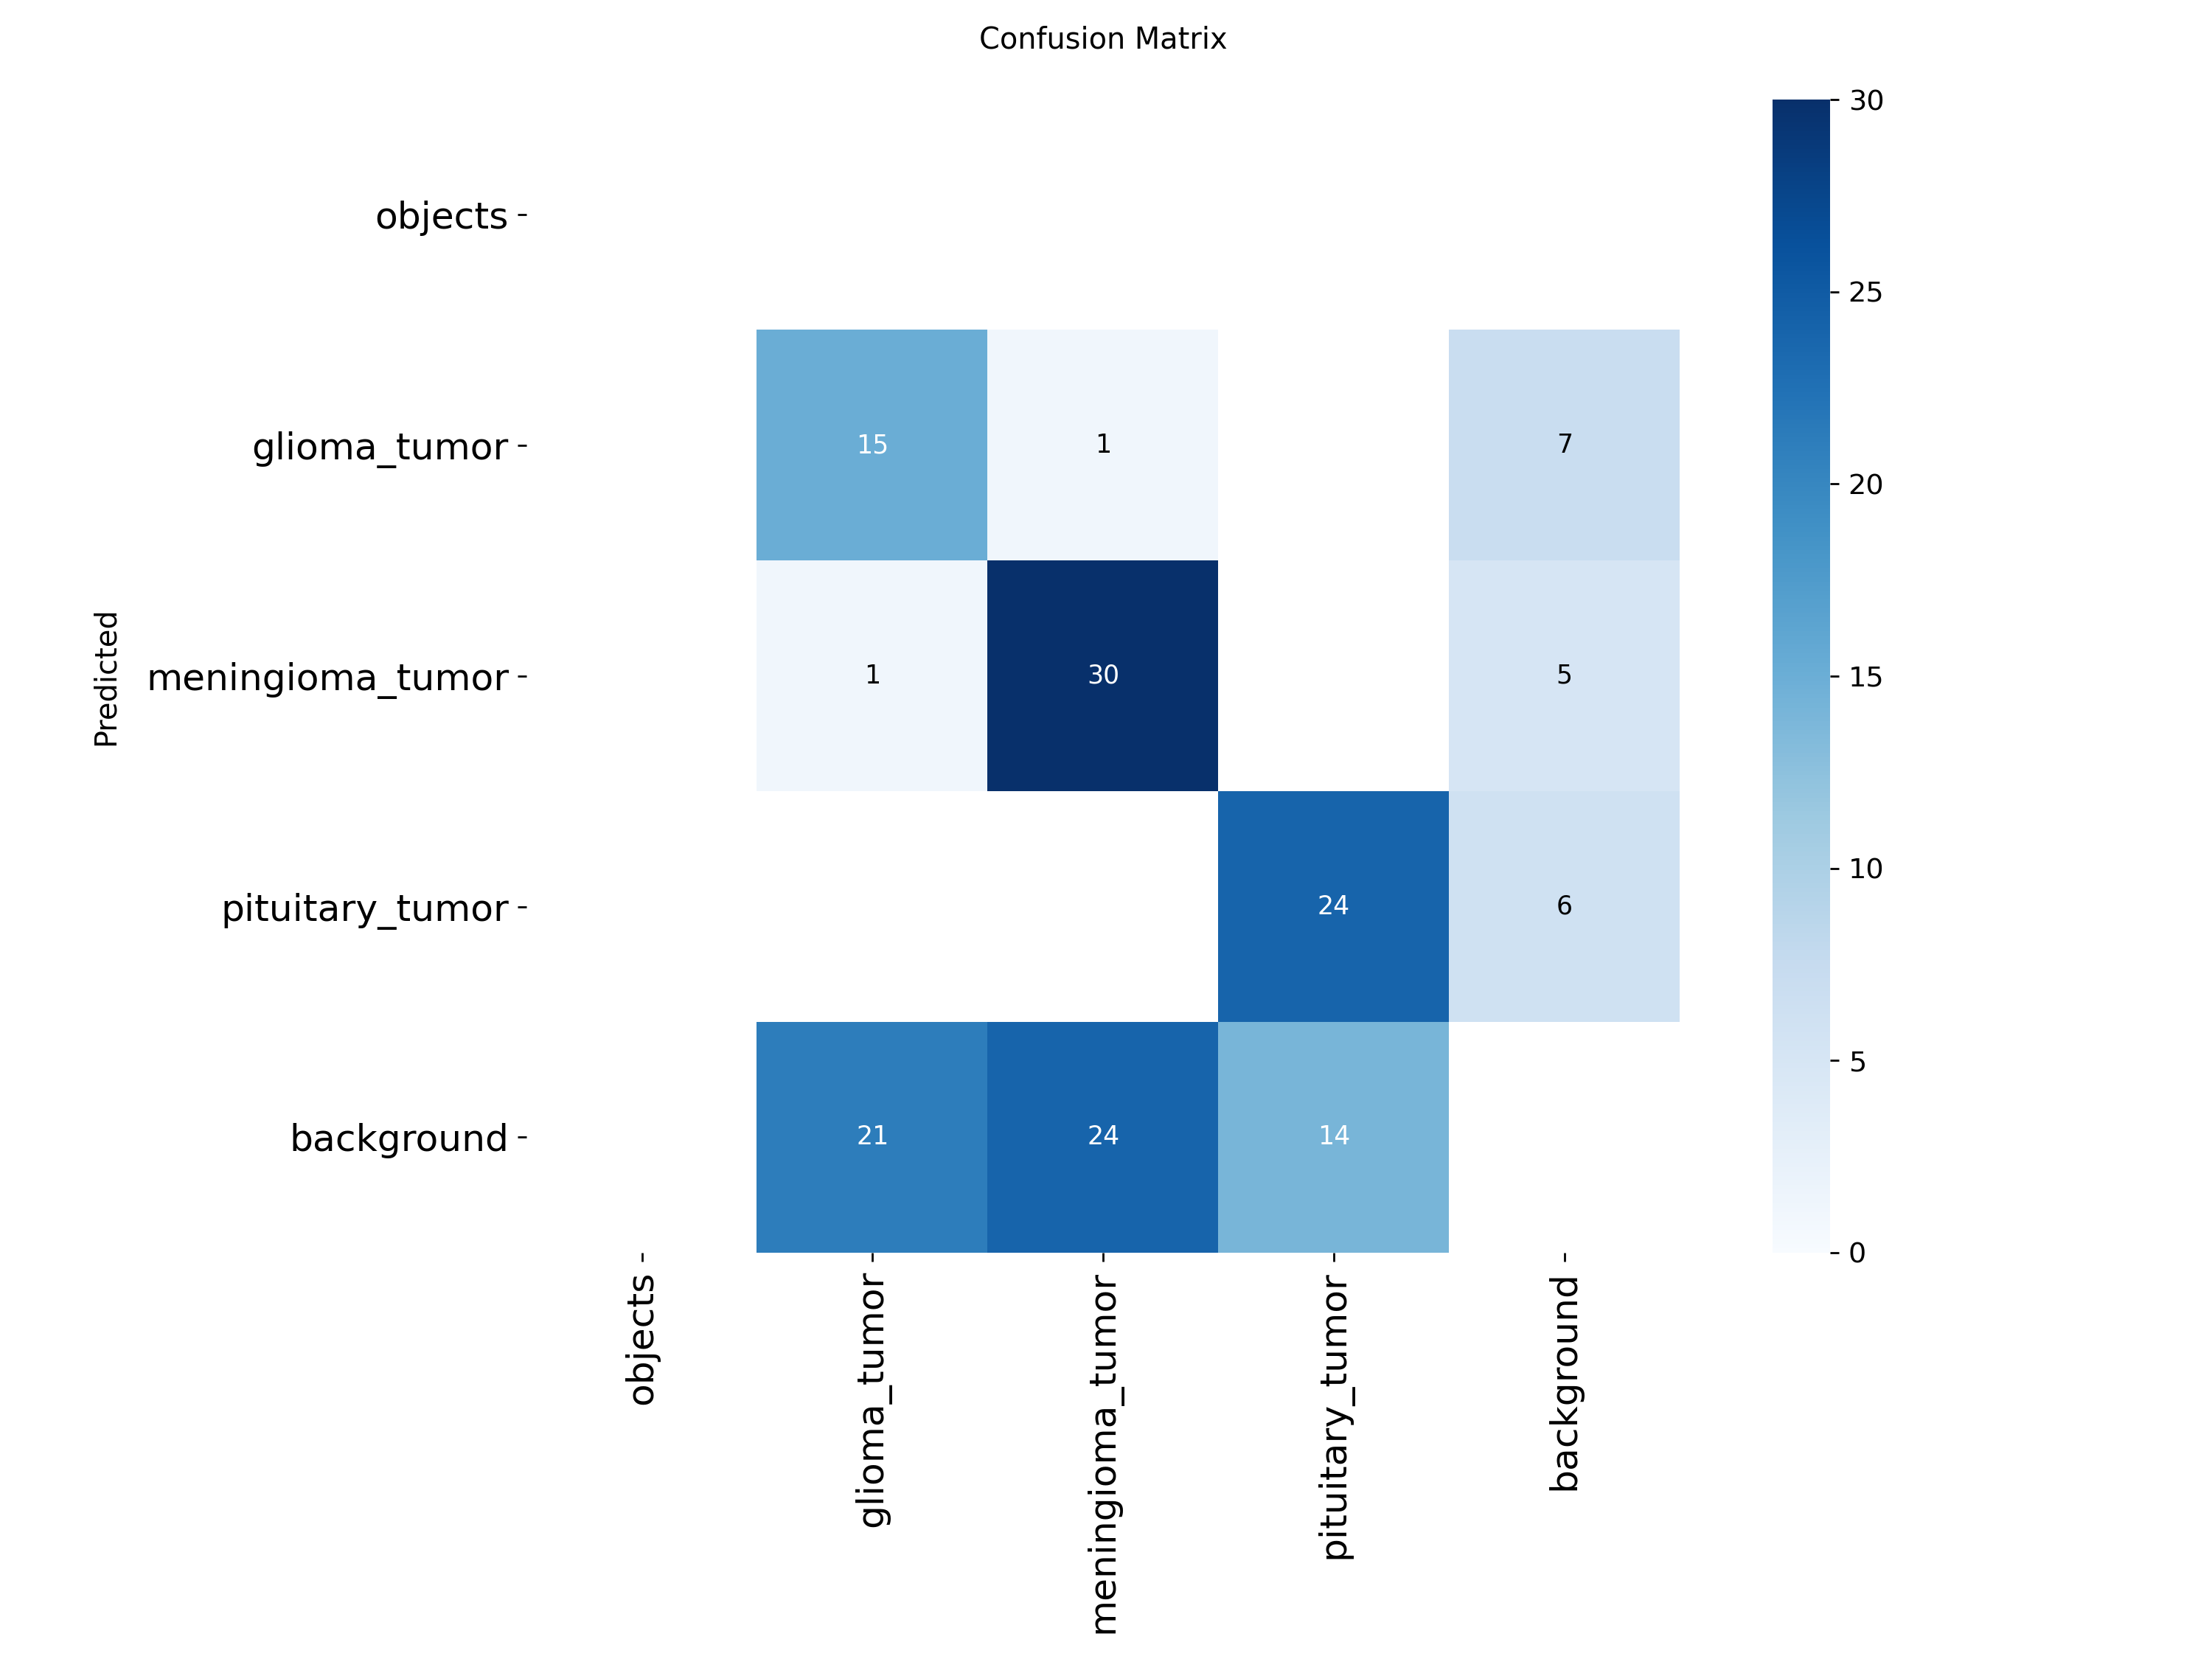 Confusion Matrix
Predicted
objects
glioma_tumor
meningioma_tumor
pituitary_tumor
background
15 1 7
1 30 5
24 6
21 24 14
objects
glioma_tumor
meningioma_tumor
pituitary_tumor
background
30
25
20
15
10
5
0